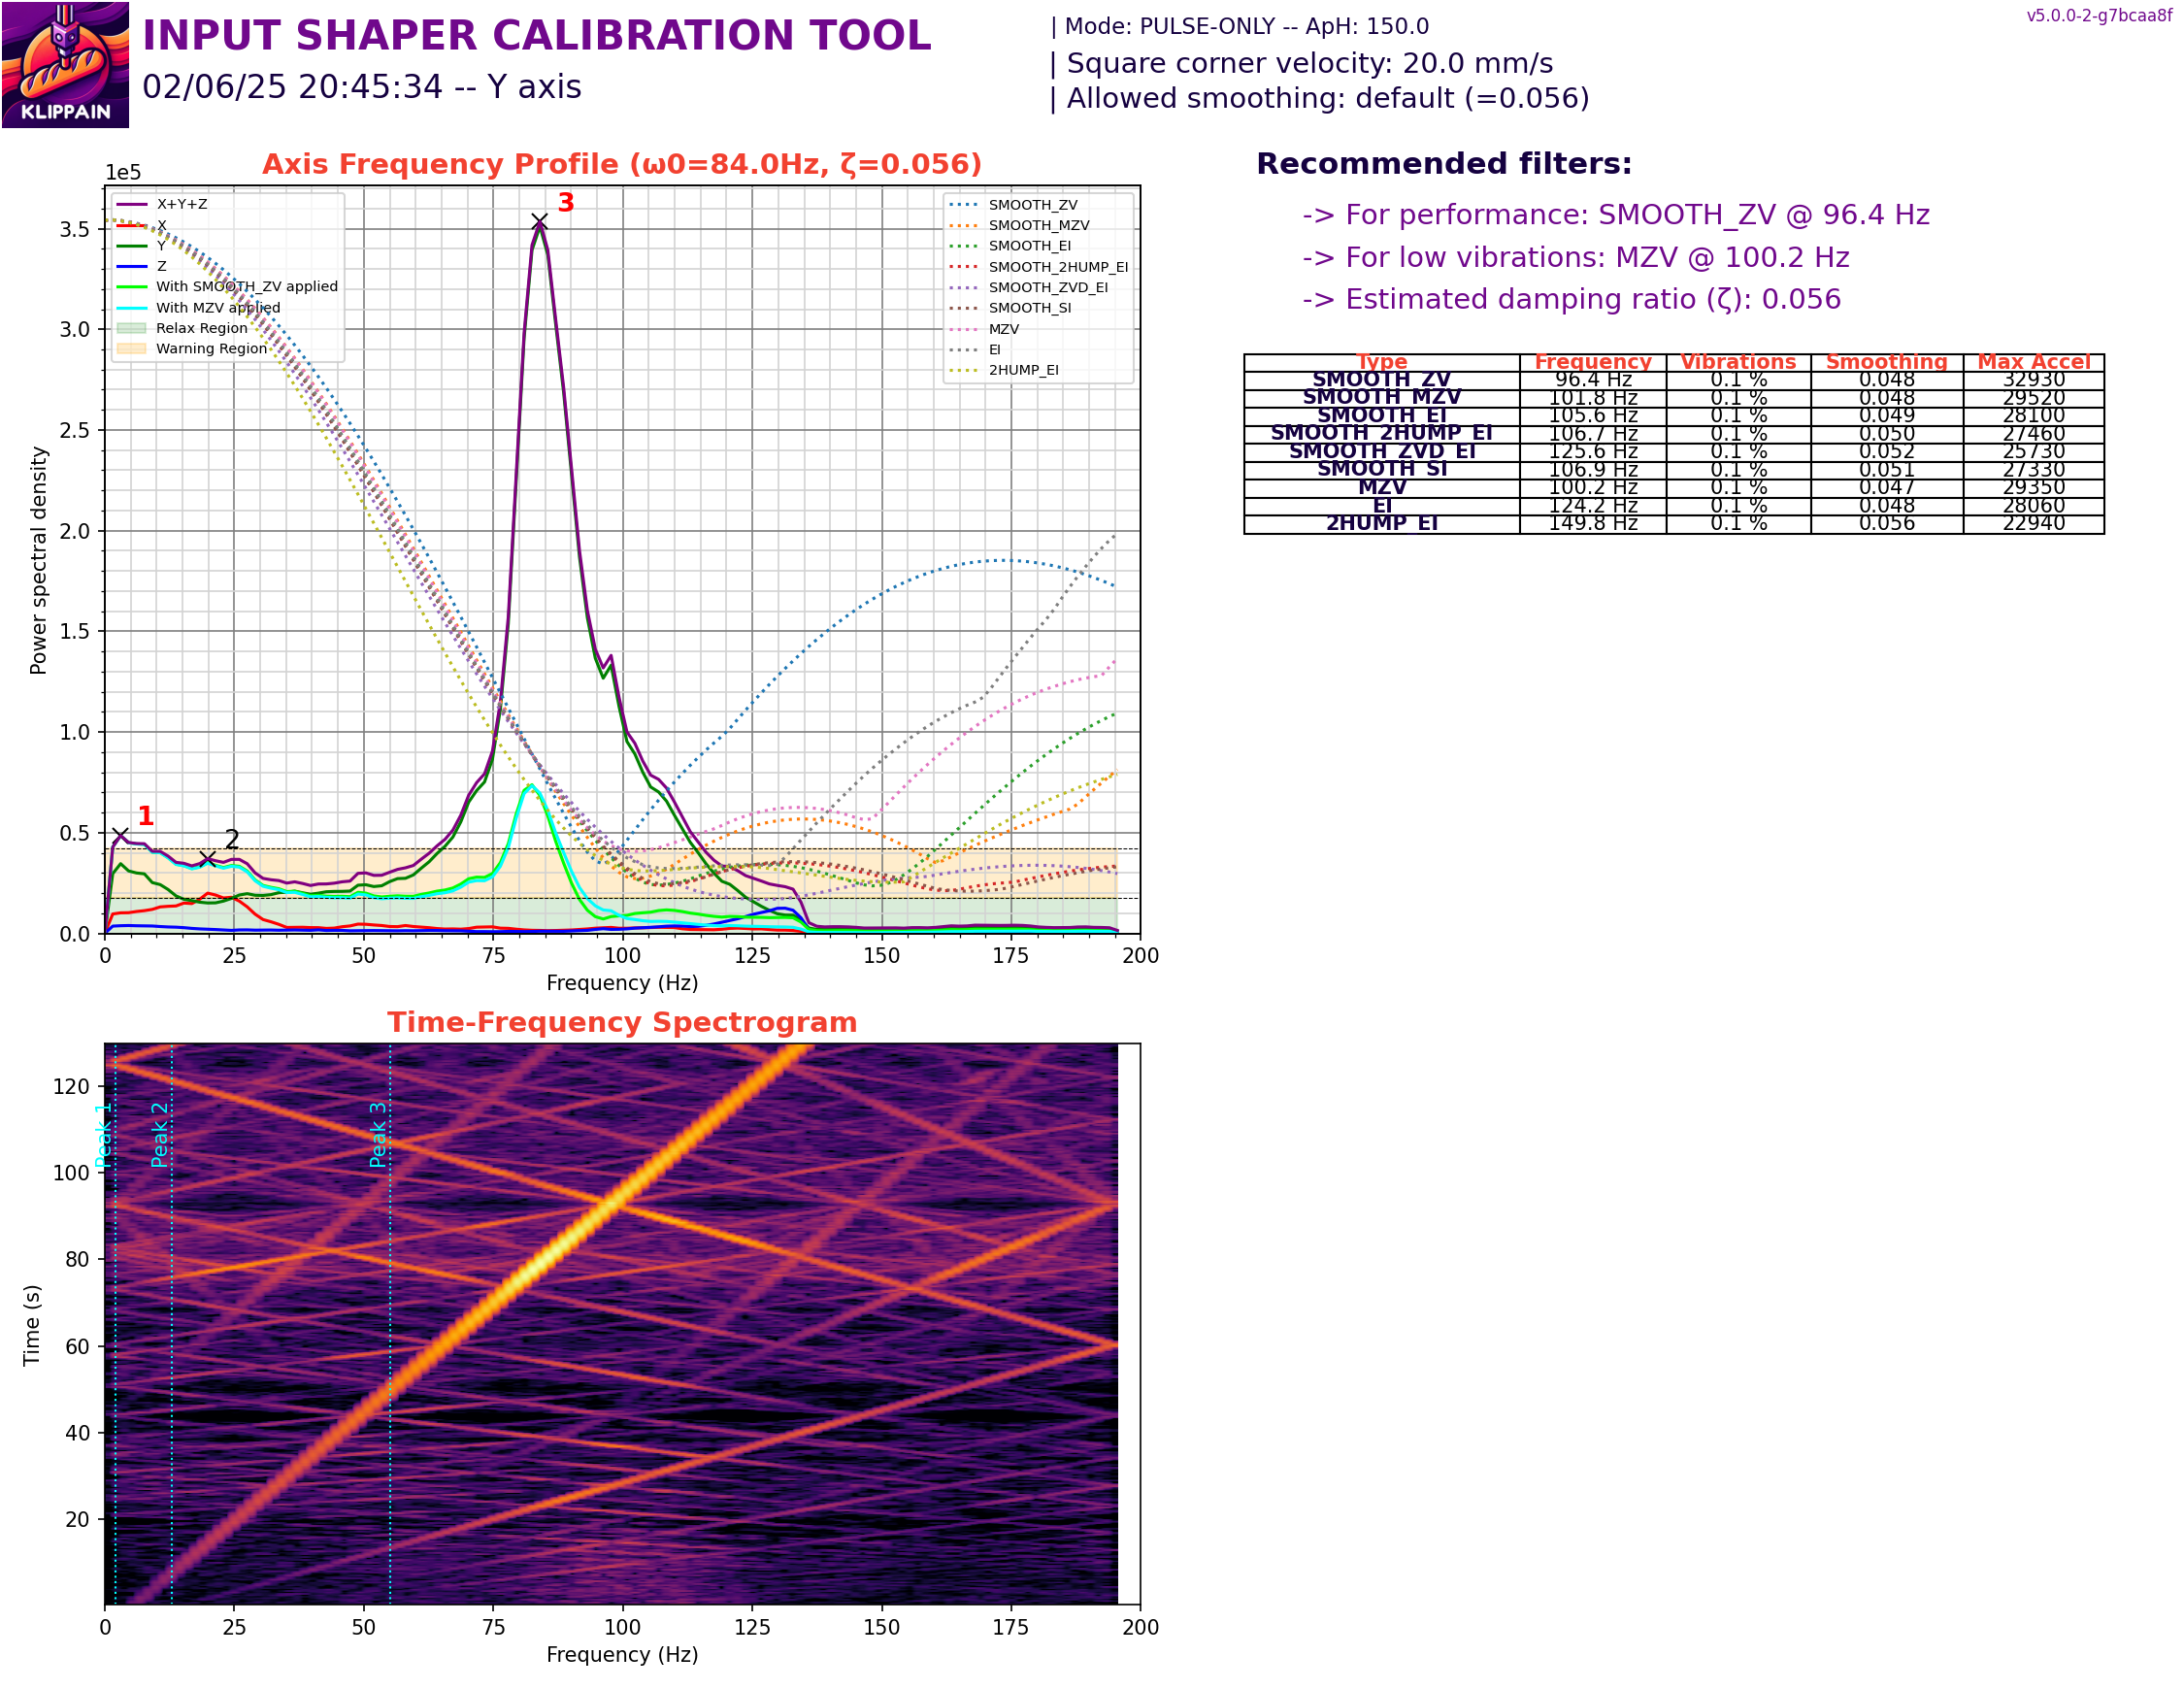 KLIPPAIN
INPUT SHAPER CALIBRATION TOOL
02/06/25 20:45:34 -- Y axis
| Mode: PULSE-ONLY -- ApH: 150.0
| Square corner velocity: 20.0 mm/s
| Allowed smoothing: default (=0.056)
v5.0.0-2-g7bcaa8f
Axis Frequency Profile (ω0=84.0Hz, ζ=0.056)
1e5
X+Y+Z
X
Y
Z
With SMOOTH_ZV applied
With MZV applied
Relax Region
Warning Region
SMOOTH_ZV
SMOOTH_MZV
SMOOTH_EI
SMOOTH_2HUMP_EI
SMOOTH_ZVD_EI
SMOOTH_SI
MZV
EI
2HUMP_EI
3
1
2
Power spectral density
3.5
3.0
2.5
2.0
1.5
1.0
0.5
0.0
0 25 50 75 100 125 150 175 200
Frequency (Hz)
Recommended filters:
-> For performance: SMOOTH_ZV @ 96.4 Hz
-> For low vibrations: MZV @ 100.2 Hz
-> Estimated damping ratio (ζ): 0.056
Type Frequency Vibrations Smoothing Max Accel
SMOOTH_ZV 96.4 Hz 0.1 % 0.048 32930
SMOOTH_MZV 101.8 Hz 0.1 % 0.048 29520
SMOOTH_EI 105.6 Hz 0.1 % 0.049 28100
SMOOTH_2HUMP_EI 106.7 Hz 0.1 % 0.050 27460
SMOOTH_ZVD_EI 125.6 Hz 0.1 % 0.052 25730
SMOOTH_SI 106.9 Hz 0.1 % 0.051 27330
MZV 100.2 Hz 0.1 % 0.047 29350
EI 124.2 Hz 0.1 % 0.048 28060
2HUMP_EI 149.8 Hz 0.1 % 0.056 22940
Time-Frequency Spectrogram
Time (s)
120
100
80
60
40
20
Peak 1
Peak 2
Peak 3
0 25 50 75 100 125 150 175 200
Frequency (Hz)